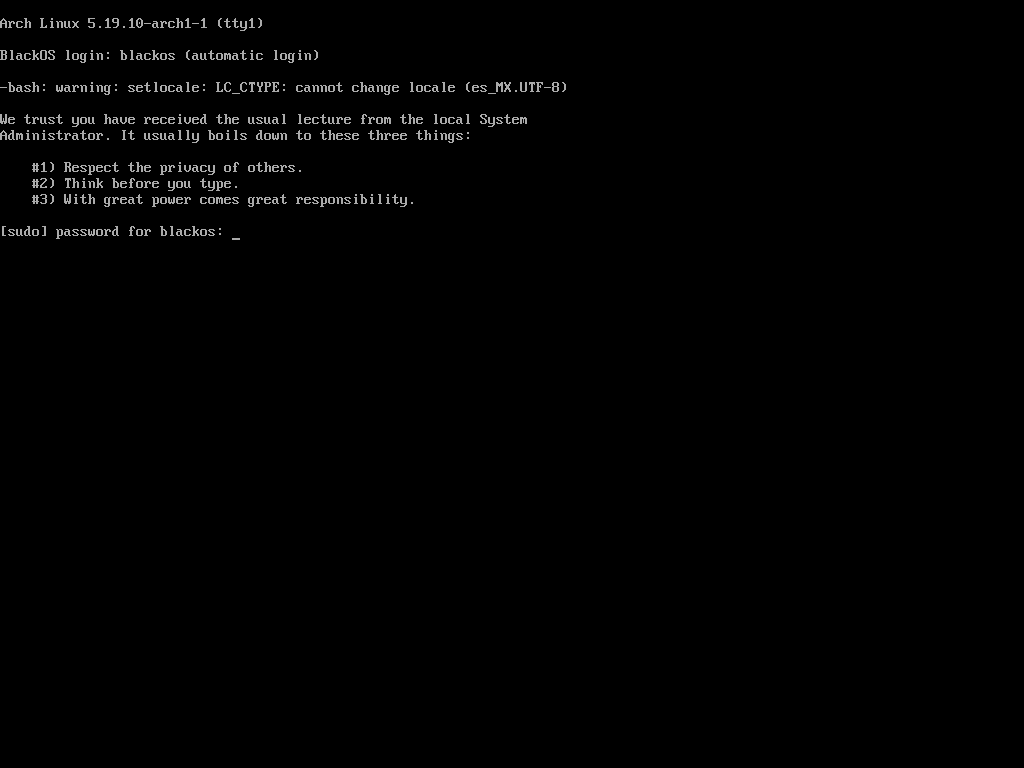 Arch Linux 5.19.10-arch1-1 (tty1)
BlackOS login: blackos (automatic login)
-bash: warning: setlocale: LC_CTYPE: cannot change locale (es_MX.UTF-8)
We trust you have received the usual lecture from the local System
Administrator. It usually boils down to these three things:
#1) Respect the privacy of others.
#2) Think before you type.
#3) With great power comes great responsibility.
[sudo] password for blackos: _